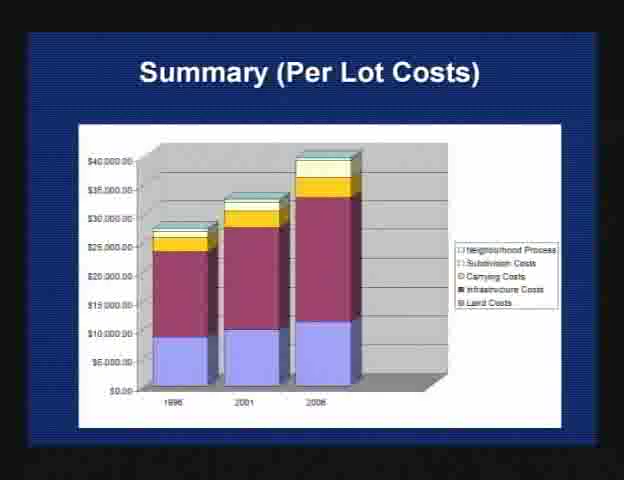 Summary (Per Lot Costs)
$40,000.00
$35,000.00
$30,000.00
$25,000.00
$20,000.00
$15,000.00
$10,000.00
$5,000.00
$0.00
1996
2001
2006
Neighbourhood Process
Subdivision Costs
Carrying Costs
Infrastructure Costs
Land Costs